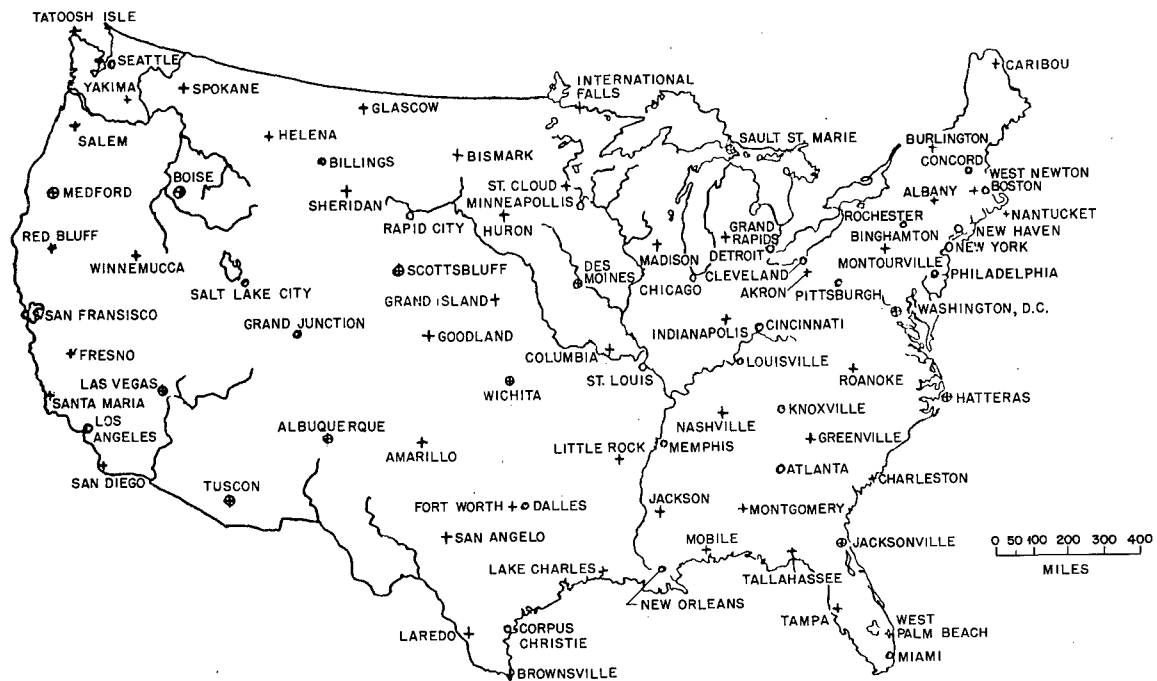 TATOOSH ISLE
SEATTLE
YAKIMA
SPOKANE
GLASCOW
INTERNATIONAL
FALLS
CARIBOU
SALEM
HELENA
BILLINGS
BISMARK
SAULT ST. MARIE
BURLINGTON
CONCORD
WEST NEWTON
MEDFORD
BOISE
SHERIDAN
ST. CLOUD
MINNEAPOLLIS
ALBANY
BOSTON
RAPID CITY
HURON
ROCHESTER
NANTUCKET
RED BLUFF
WINNEMUCCA
GRAND
RAPIDS
BINGHAMTON
NEW HAVEN
MADISON
DETROIT
NEW YORK
SCOTTSBLUFF
DES
MOINES
CLEVELAND
MONTOURVILLE
PHILADELPHIA
SALT LAKE CITY
CHICAGO
AKRON
PITTSBURGH
GRAND ISLAND
WASHINGTON, D.C.
SAN FRANSISCO
GRAND JUNCTION
GOODLAND
INDIANAPOLIS
CINCINNATI
FRESNO
COLUMBIA
LOUISVILLE
ST. LOUIS
ROANOKE
LAS VEGAS
WICHITA
SANTA MARIA
HATTERAS
LOS
ANGELES
ALBUQUERQUE
AMARILLO
NASHVILLE
KNOXVILLE
LITTLE ROCK
MEMPHIS
GREENVILLE
SAN DIEGO
TUSCON
ATLANTA
CHARLESTON
FORT WORTH
DALLES
JACKSON
MONTGOMERY
SAN ANGELO
MOBILE
JACKSONVILLE
0 50 100 200 300 400
MILES
LAKE CHARLES
TALLAHASSEE
NEW ORLEANS
TAMPA
WEST
PALM BEACH
LAREDO
CORPUS
CHRISTIE
MIAMI
BROWNSVILLE